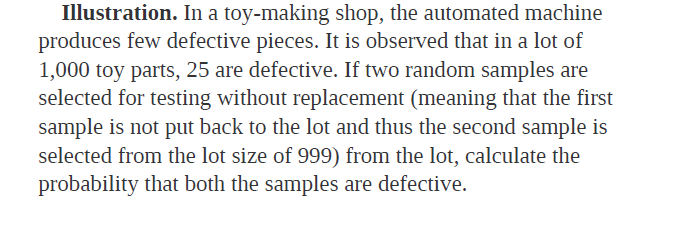 Illustration. In a toy-making shop, the automated machine
produces few defective pieces. It is observed that in a lot of
1,000 toy parts, 25 are defective. If two random samples are
selected for testing without replacement (meaning that the first
sample is not put back to the lot and thus the second sample is
selected from the lot size of 999) from the lot, calculate the
probability that both the samples are defective.